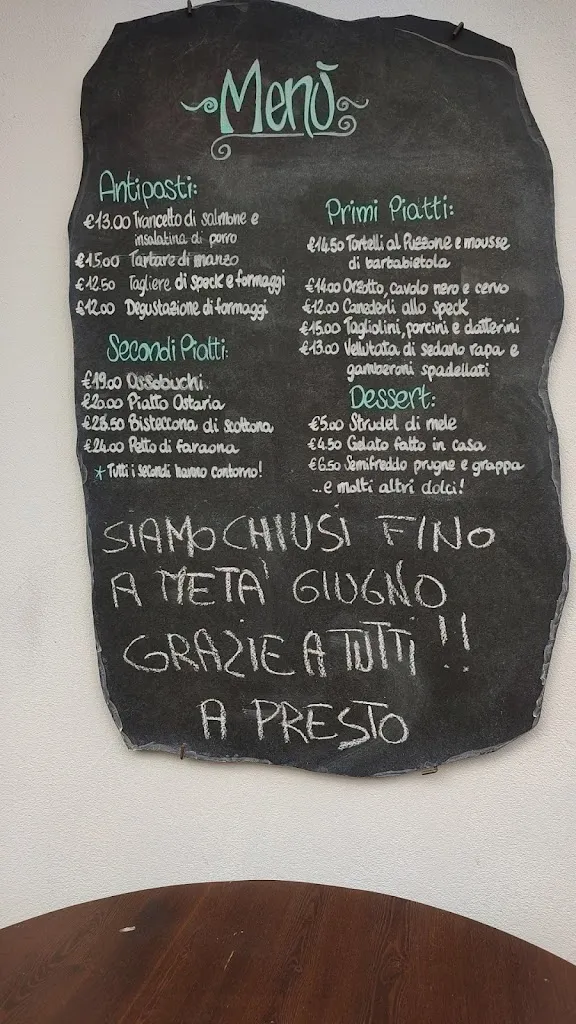 Menù
Antipasti:
€13.00 Trancetto di salmone e
insalatina di porro
€15.00 Tartare di manzo
€12.50 Tagliere di speck e formaggi
€12.00 Degustazione di formaggi
Secondi Piatti:
€19.00 Ossobuchi
€20.00 Piatto Ostaria
€28.50 Bisteccona di scottona
€24.00 Petto di faraona
* Tutti i secondi hanno contorno!
Primi Piatti:
€14.50 Tortelli al Puzzone e mousse
di barbabietola
€14.00 Orzotto, cavolo nero e cervo
€12.00 Canederli allo speck
€15.00 Tagliolini, porcini e datterini
€13.00 Vellutata di sedano rapa e
gamberoni spadellati
Dessert:
€5.00 Strudel di mele
€4.50 Gelato fatto in casa
€6.50 Semifreddo prugne e grappa
...e molti altri dolci!
SIAMO CHIUSI FINO
A METÀ GIUGNO
GRAZIE A TUTTI !!
A PRESTO